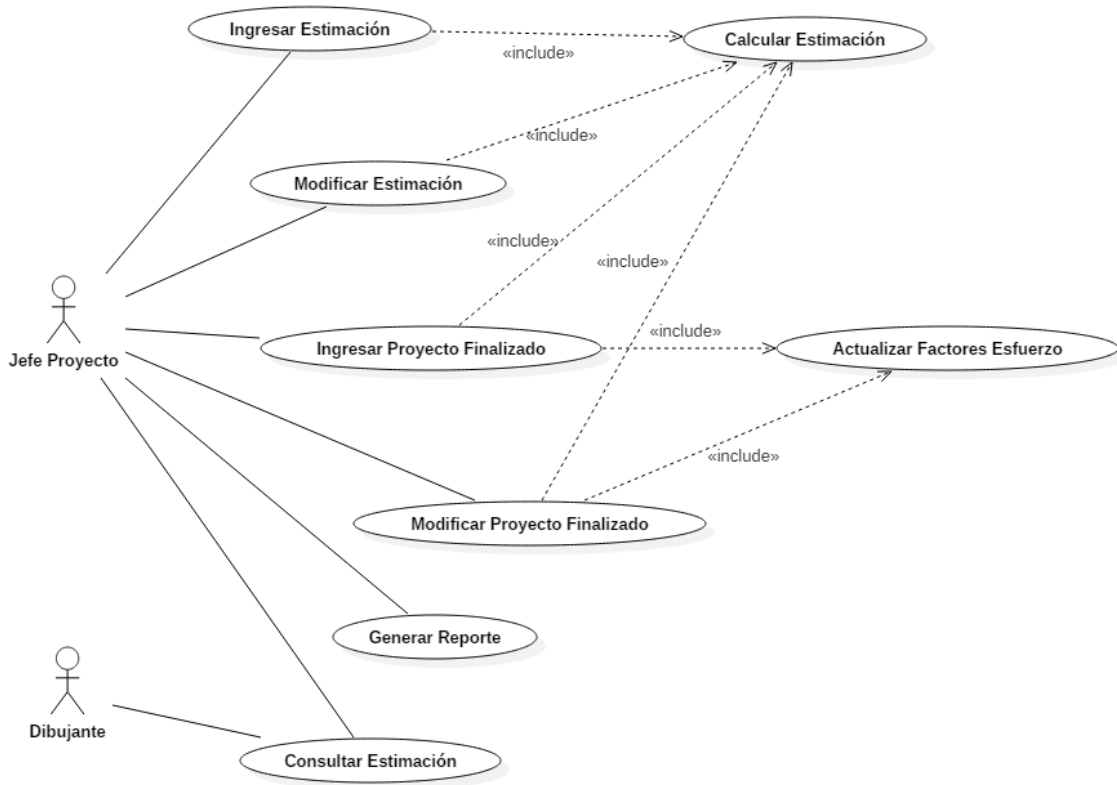 Ingresar Estimación
Calcular Estimación
«include»
«include»
Modificar Estimación
«include»
«include»
«include»
Jefe Proyecto
Ingresar Proyecto Finalizado
Actualizar Factores Esfuerzo
«include»
Modificar Proyecto Finalizado
Generar Reporte
Dibujante
Consultar Estimación